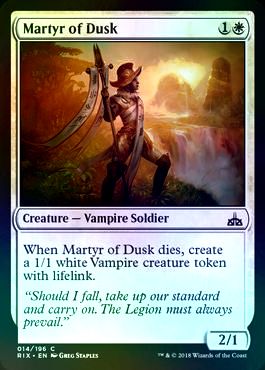 Martyr of Dusk 1
Creature — Vampire Soldier
When Martyr of Dusk dies, create
a 1/1 white Vampire creature token
with lifelink.
“Should I fall, take up our standard
and carry on. The Legion must always
prevail.”
2/1
014/196 C
RIX • EN Greg Staples
™ & © 2018 Wizards of the Coast